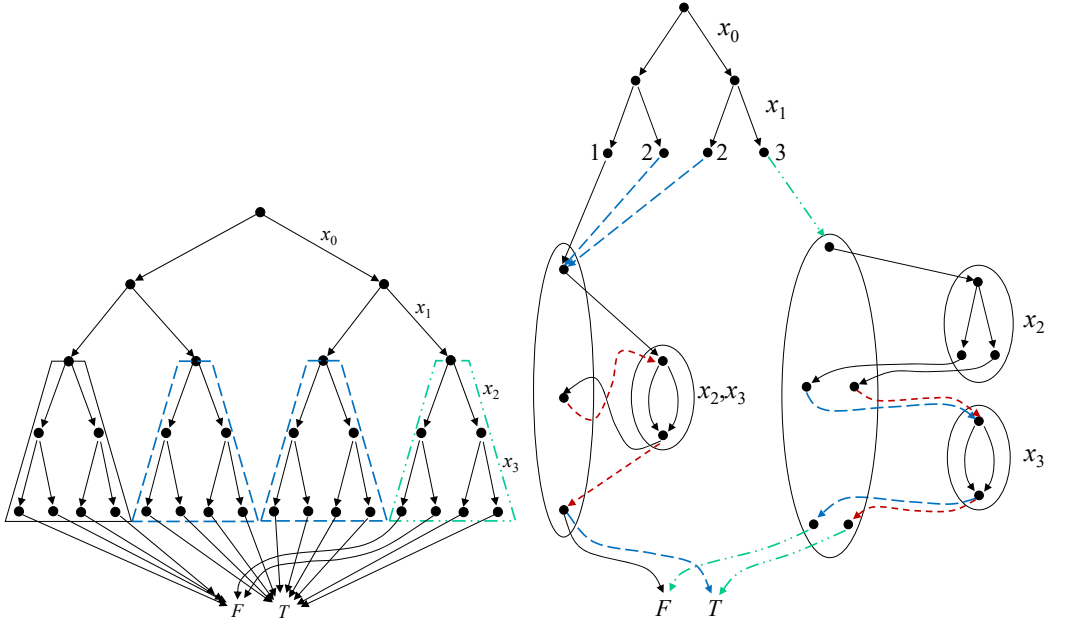 x₀
x₁
x₂
x₃
F T
x₀
x₁
1 2 2 3
x₂
x₂,x₃
x₃
F T